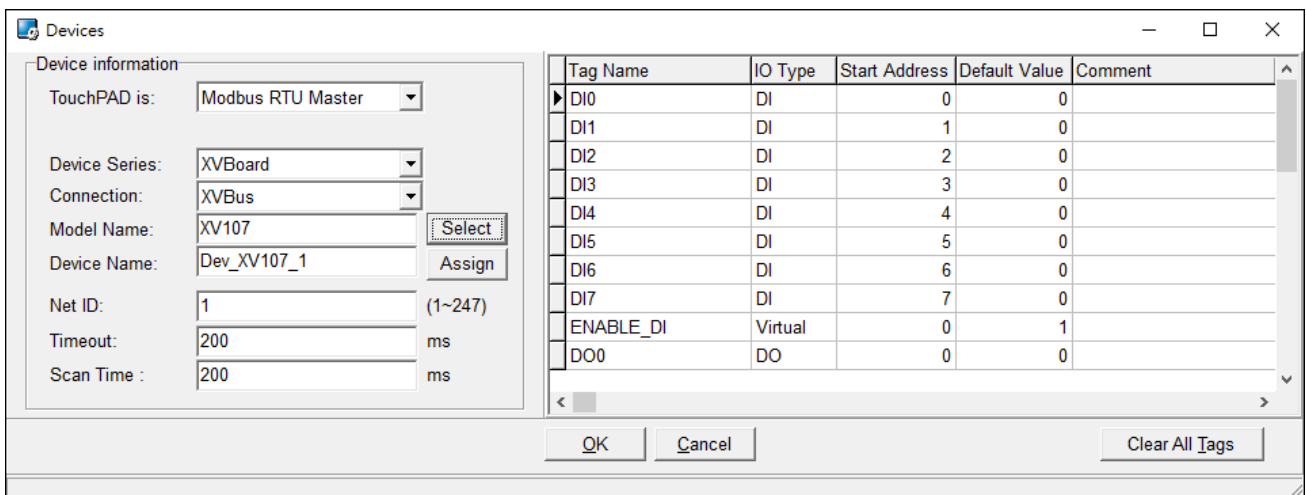 Devices
Device information
TouchPAD is: Modbus RTU Master
Device Series: XVBoard
Connection: XVBus
Model Name: XV107 Select
Device Name: Dev_XV107_1 Assign
Net ID: 1 (1~247)
Timeout: 200 ms
Scan Time : 200 ms
Tag Name IO Type Start Address Default Value Comment
DI0 DI 0 0
DI1 DI 1 0
DI2 DI 2 0
DI3 DI 3 0
DI4 DI 4 0
DI5 DI 5 0
DI6 DI 6 0
DI7 DI 7 0
ENABLE_DI Virtual 0 1
DO0 DO 0 0
OK Cancel Clear All Tags